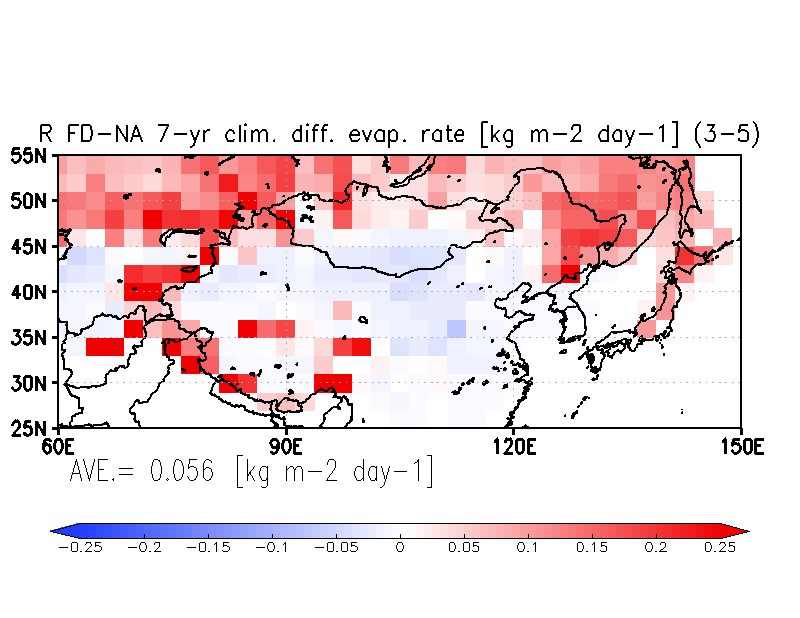 R FD-NA 7-yr clim. diff. evap. rate [kg m-2 day-1] (3-5)
55N
50N
45N
40N
35N
30N
25N
60E 90E 120E 150E
AVE.= 0.056 [kg m-2 day-1]
-0.25 -0.2 -0.15 -0.1 -0.05 0 0.05 0.1 0.15 0.2 0.25